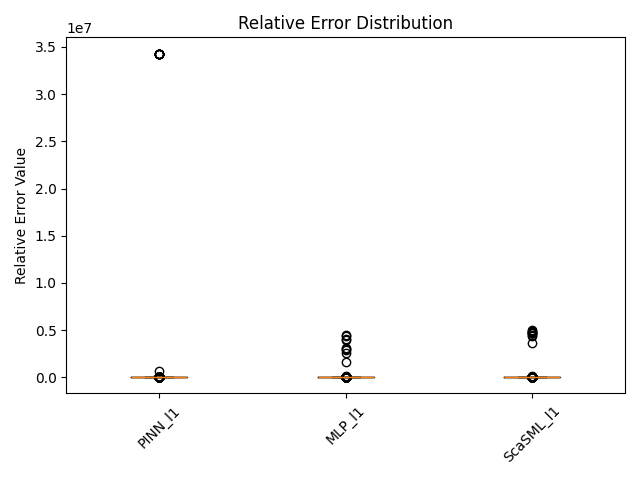 Relative Error Distribution
1e7
3.5
3.0
2.5
2.0
1.5
1.0
0.5
0.0
Relative Error Value
PINN_l1
MLP_l1
ScaSML_l1